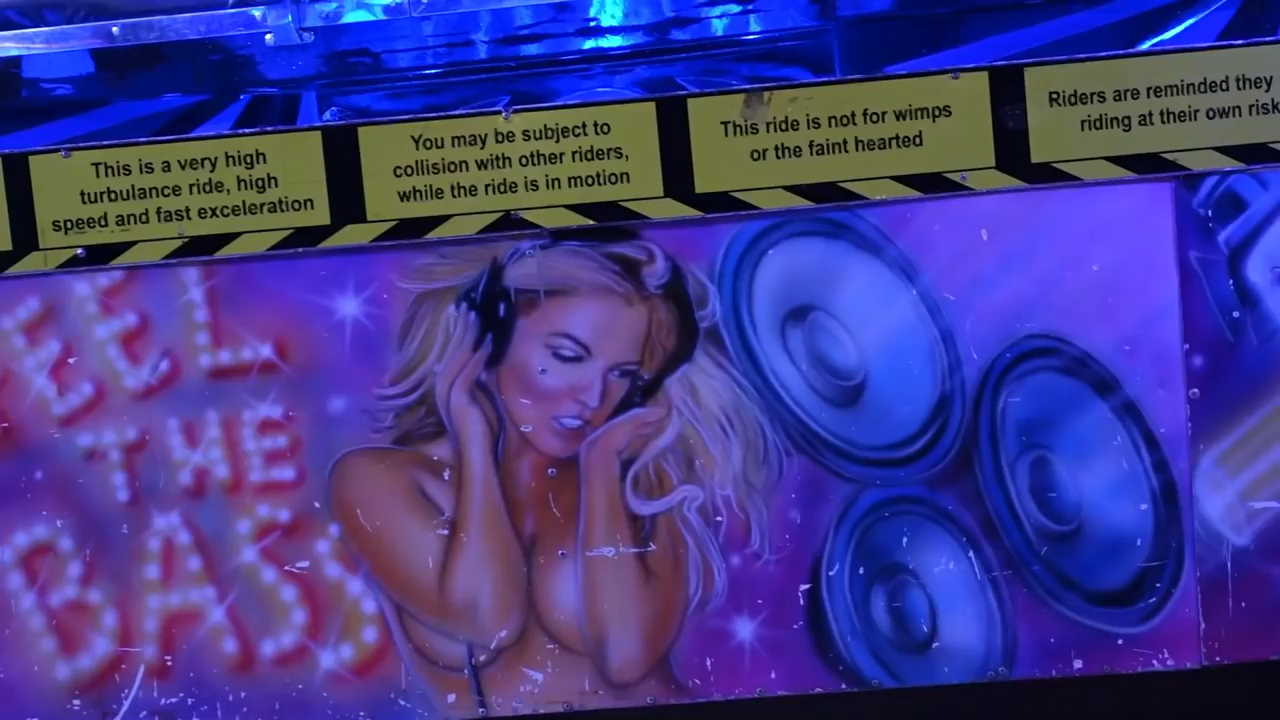 This is a very high
turbulance ride, high
speed and fast exceleration
You may be subject to
collision with other riders,
while the ride is in motion
This ride is not for wimps
or the faint hearted
Riders are reminded they
riding at their own risk
FEEL
THE
BASS